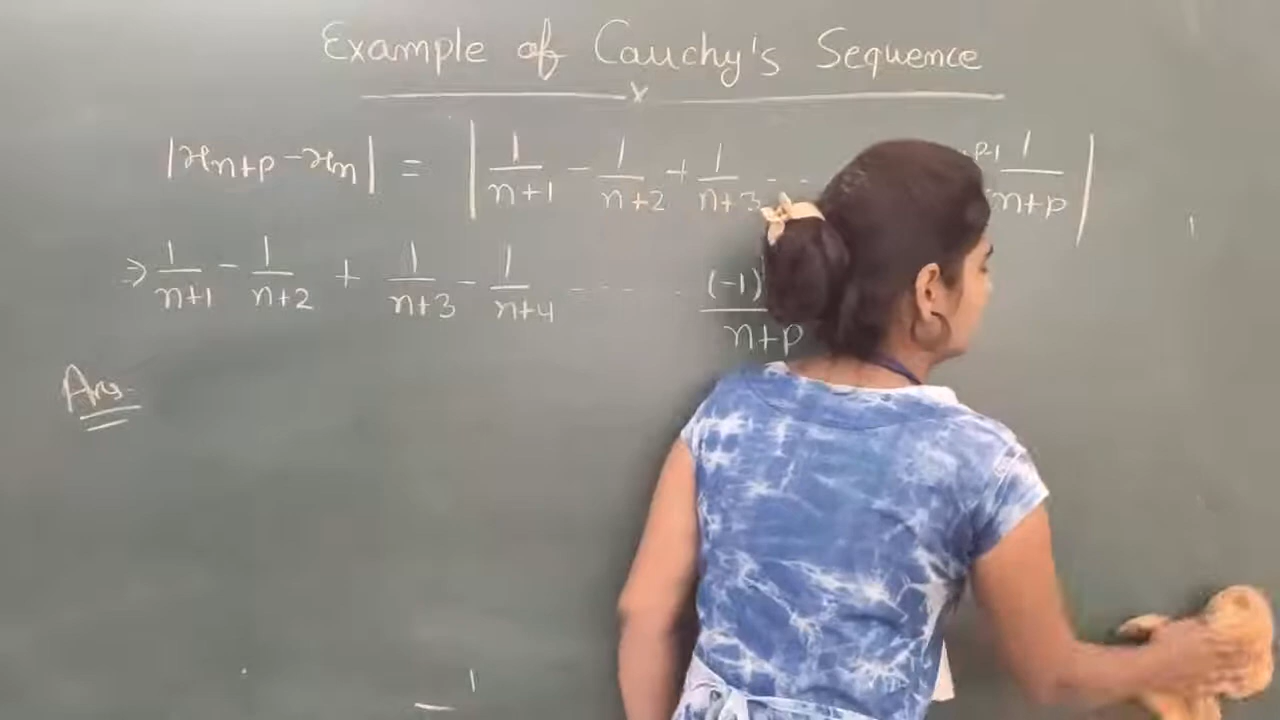 Example of Cauchy's Sequence
|xn+p - xn| = | 1/n+1 - 1/n+2 + 1/n+3 - - - p-1 1/n+p |
⇒ 1/n+1 - 1/n+2 + 1/n+3 - 1/n+4 - - - - - (-1) /n+p
Ans.